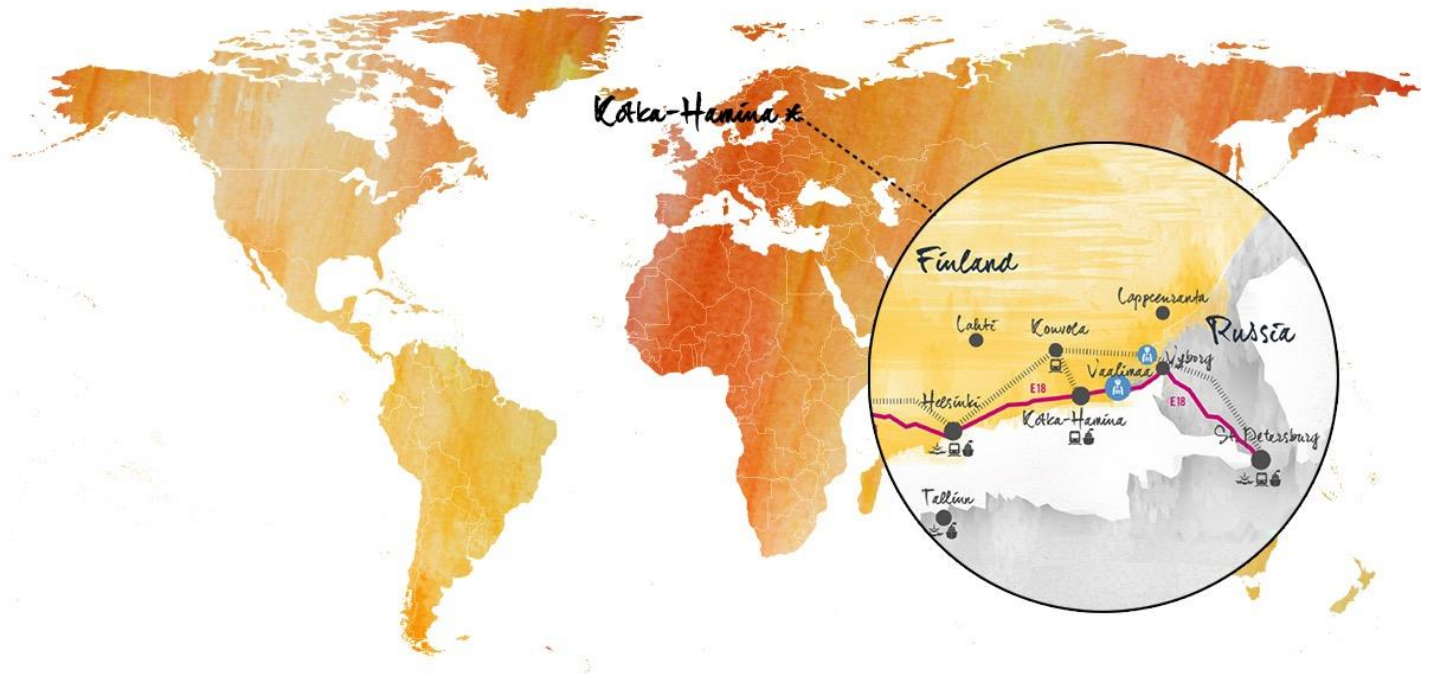 Kotka-Hamina
Finland
Lappeenranta
Lahti
Kouvola
Russia
Vaalimaa
Vyborg
E18
Helsinki
E18
Kotka-Hamina
St. Petersburg
Tallinn